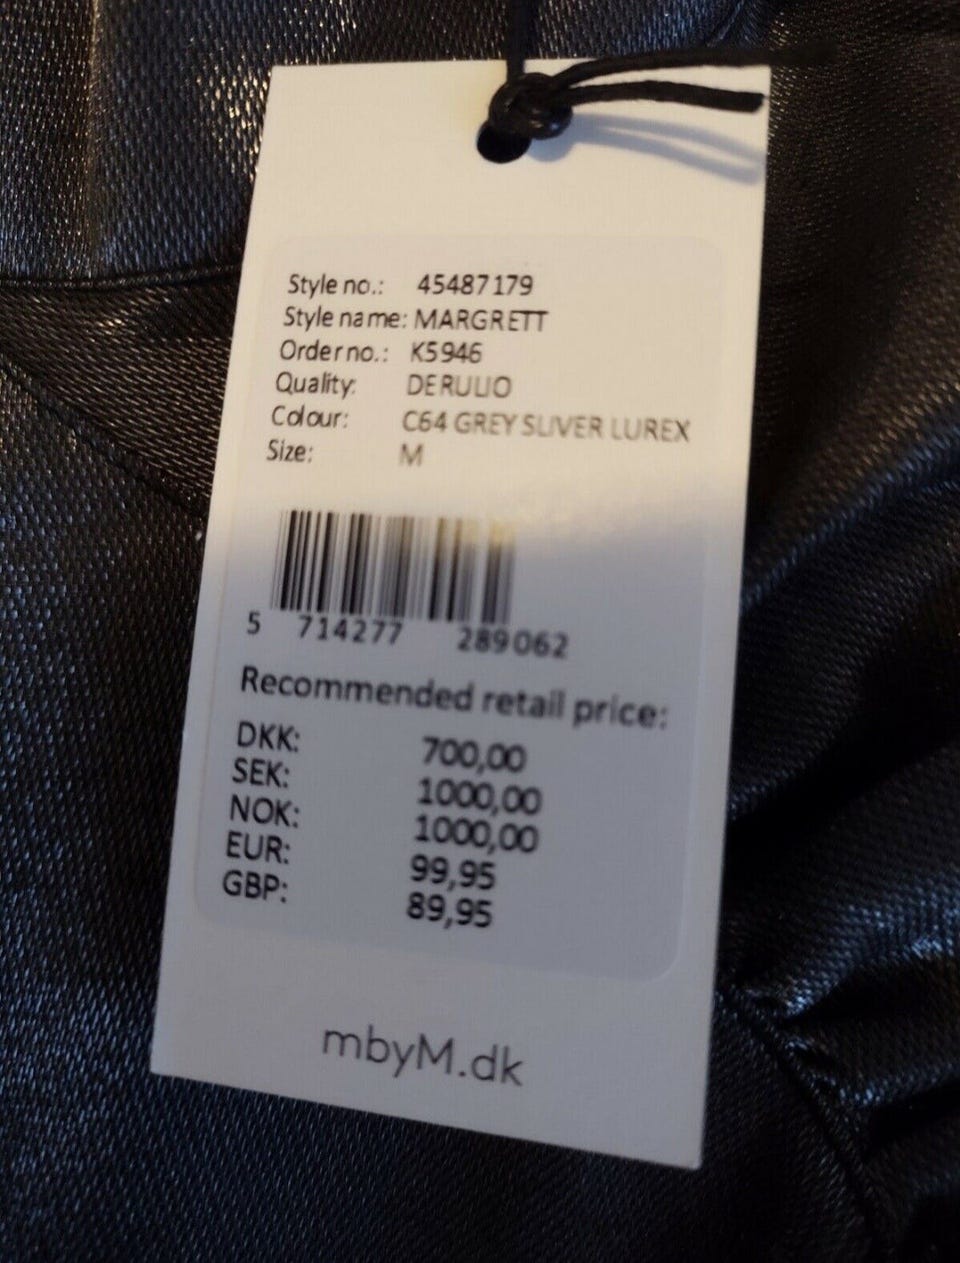 Style no.: 45487179
Style name: MARGRETT
Order no.: K5946
Quality: DERULIO
Colour: C64 GREY SLIVER LUREX
Size: M
5 714277 289062
Recommended retail price:
DKK: 700,00
SEK: 1000,00
NOK: 1000,00
EUR: 99,95
GBP: 89,95
mbyM.dk